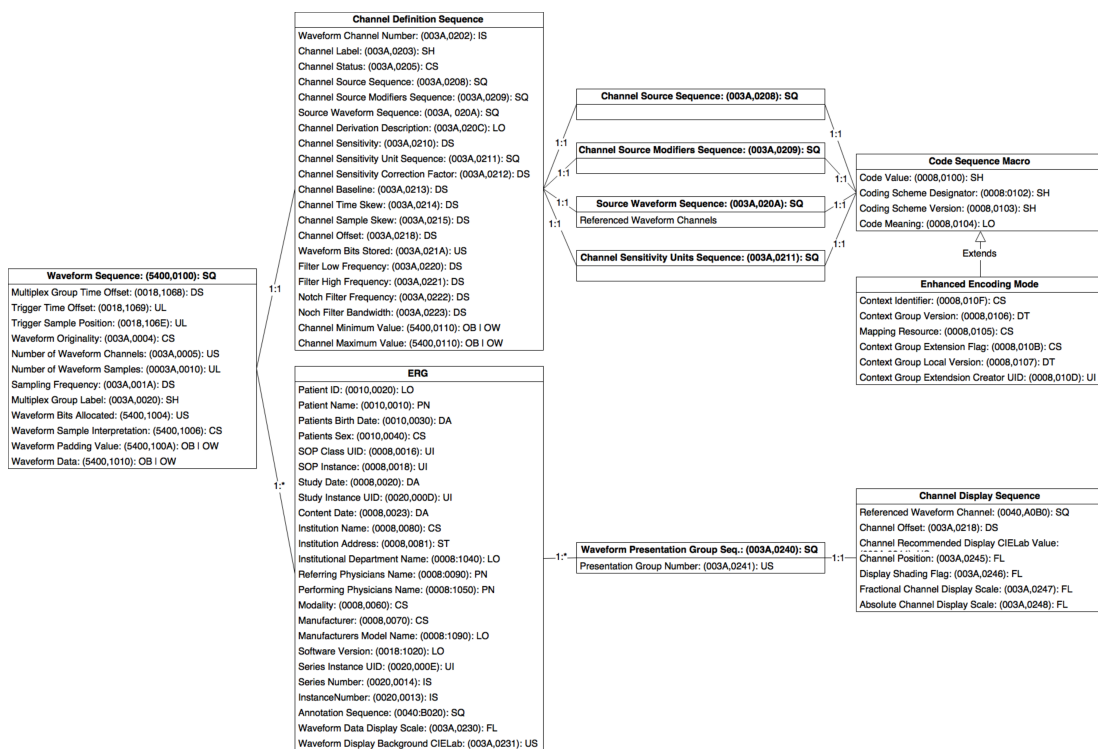 Channel Definition Sequence
Waveform Channel Number: (003A,0202): IS
Channel Label: (003A,0203): SH
Channel Status: (003A,0205): CS
Channel Source Sequence: (003A,0208): SQ
Channel Source Modifiers Sequence: (003A,0209): SQ
Source Waveform Sequence: (003A, 020A): SQ
Channel Derivation Description: (003A,020C): LO
Channel Sensitivity: (003A,0210): DS
Channel Sensitivity Unit Sequence: (003A,0211): SQ
Channel Sensitivity Correction Factor: (003A,0212): DS
Channel Baseline: (003A,0213): DS
Channel Time Skew: (003A,0214): DS
Channel Sample Skew: (003A,0215): DS
Channel Offset: (003A,0218): DS
Waveform Bits Stored: (003A,021A): US
Filter Low Frequency: (003A,0220): DS
Filter High Frequency: (003A,0221): DS
Notch Filter Frequency: (003A,0222): DS
Noch Filter Bandwidth: (003A,0223): DS
Channel Minimum Value: (5400,0110): OB | OW
Channel Maximum Value: (5400,0110): OB | OW
Channel Source Sequence: (003A,0208): SQ
1:1
1:1
Channel Source Modifiers Sequence: (003A,0209): SQ
1:1
1:1
Source Waveform Sequence: (003A,020A): SQ
Referenced Waveform Channels
1:1
1:1
Channel Sensitivity Units Sequence: (003A,0211): SQ
1:1
1:1
Code Sequence Macro
Code Value: (0008,0100): SH
Coding Scheme Designator: (0008:0102): SH
Coding Scheme Version: (0008,0103): SH
Code Meaning: (0008,0104): LO
Extends
Enhanced Encoding Mode
Context Identifier: (0008,010F): CS
Context Group Version: (0008,0106): DT
Mapping Resource: (0008,0105): CS
Context Group Extension Flag: (0008,010B): CS
Context Group Local Version: (0008,0107): DT
Context Group Extendsion Creator UID: (0008,010D): UI
Waveform Sequence: (5400,0100): SQ
Multiplex Group Time Offset: (0018,1068): DS
Trigger Time Offset: (0018,1069): UL
Trigger Sample Position: (0018,106E): UL
Waveform Originality: (003A,0004): CS
Number of Waveform Channels: (003A,0005): US
Number of Waveform Samples: (0003A,0010): UL
Sampling Frequency: (003A,001A): DS
Multiplex Group Label: (003A,0020): SH
Waveform Bits Allocated: (5400,1004): US
Waveform Sample Interpretation: (5400,1006): CS
Waveform Padding Value: (5400,100A): OB | OW
Waveform Data: (5400,1010): OB | OW
1:1
1:*
ERG
Patient ID: (0010,0020): LO
Patient Name: (0010,0010): PN
Patients Birth Date: (0010,0030): DA
Patients Sex: (0010,0040): CS
SOP Class UID: (0008,0016): UI
SOP Instance: (0008,0018): UI
Study Date: (0008,0020): DA
Study Instance UID: (0020,000D): UI
Content Date: (0008,0023): DA
Institution Name: (0008,0080): CS
Institution Address: (0008,0081): ST
Institutional Department Name: (0008:1040): LO
Referring Physicians Name: (0008:0090): PN
Performing Physicians Name: (0008:1050): PN
Modality: (0008,0060): CS
Manufacturer: (0008,0070): CS
Manufacturers Model Name: (0008:1090): LO
Software Version: (0018:1020): LO
Series Instance UID: (0020,000E): UI
Series Number: (0020,0014): IS
InstanceNumber: (0020,0013): IS
Annotation Sequence: (0040:B020): SQ
Waveform Data Display Scale: (003A,0230): FL
Waveform Display Background CIELab: (003A,0231): US
1:*
Waveform Presentation Group Seq.: (003A,0240): SQ
Presentation Group Number: (003A,0241): US
1:1
Channel Display Sequence
Referenced Waveform Channel: (0040,A0B0): SQ
Channel Offset: (003A,0218): DS
Channel Recommended Display CIELab Value:
Channel Position: (003A,0245): FL
Display Shading Flag: (003A,0246): FL
Fractional Channel Display Scale: (003A,0247): FL
Absolute Channel Display Scale: (003A,0248): FL